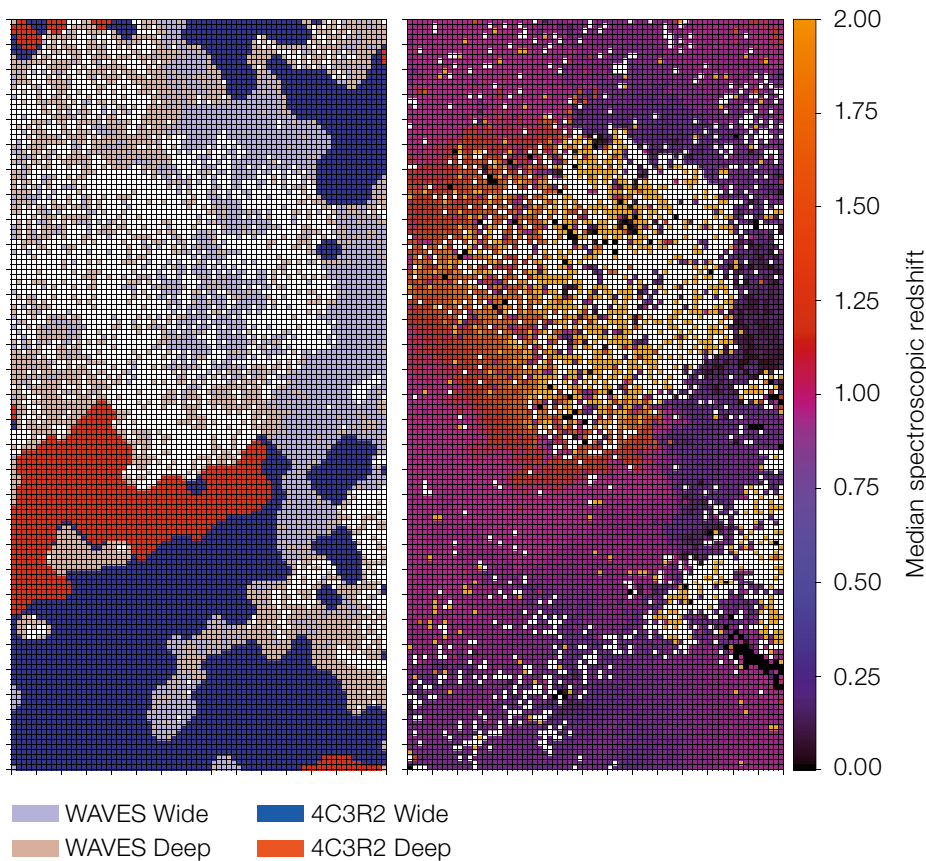 2.00
1.75
1.50
1.25
1.00
0.75
0.50
0.25
0.00
Median spectroscopic redshift
WAVES Wide
4C3R2 Wide
WAVES Deep
4C3R2 Deep